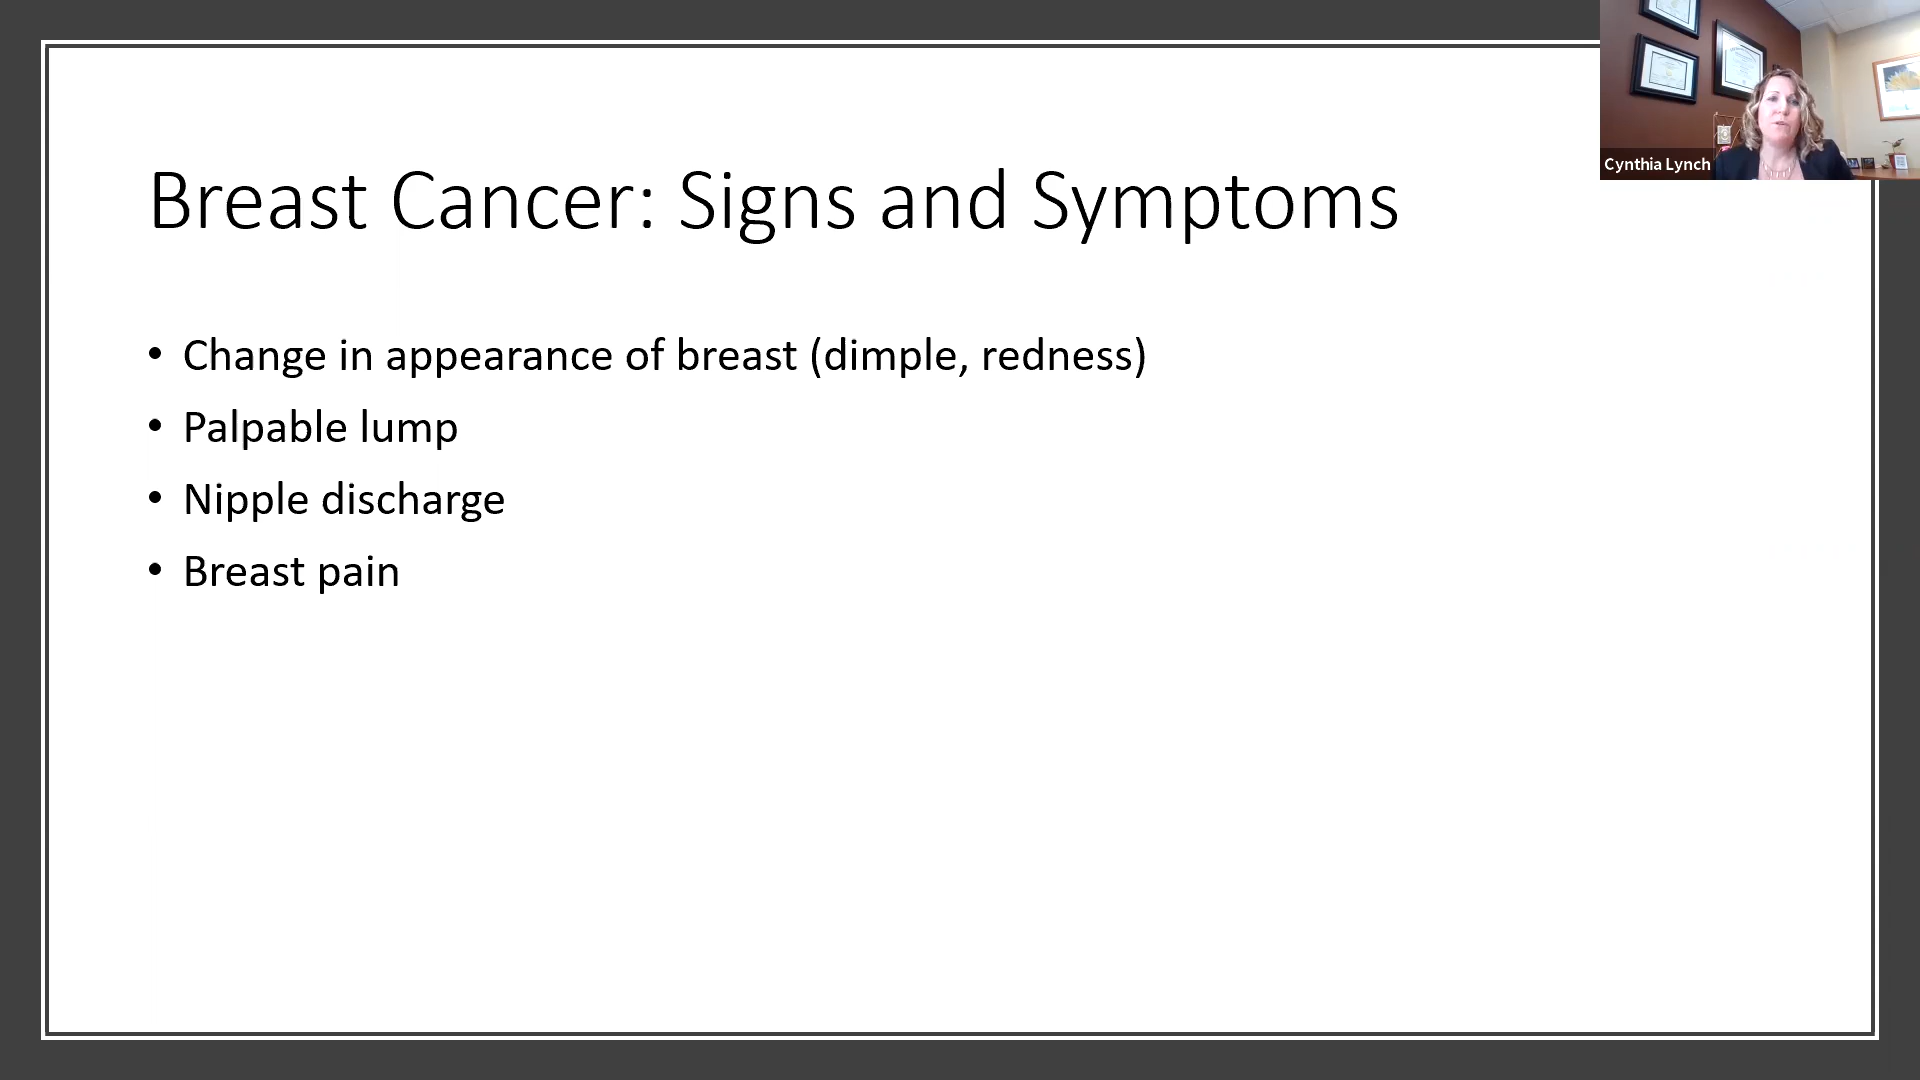 Breast Cancer: Signs and Symptoms
• Change in appearance of breast (dimple, redness)
• Palpable lump
• Nipple discharge
• Breast pain
Cynthia Lynch